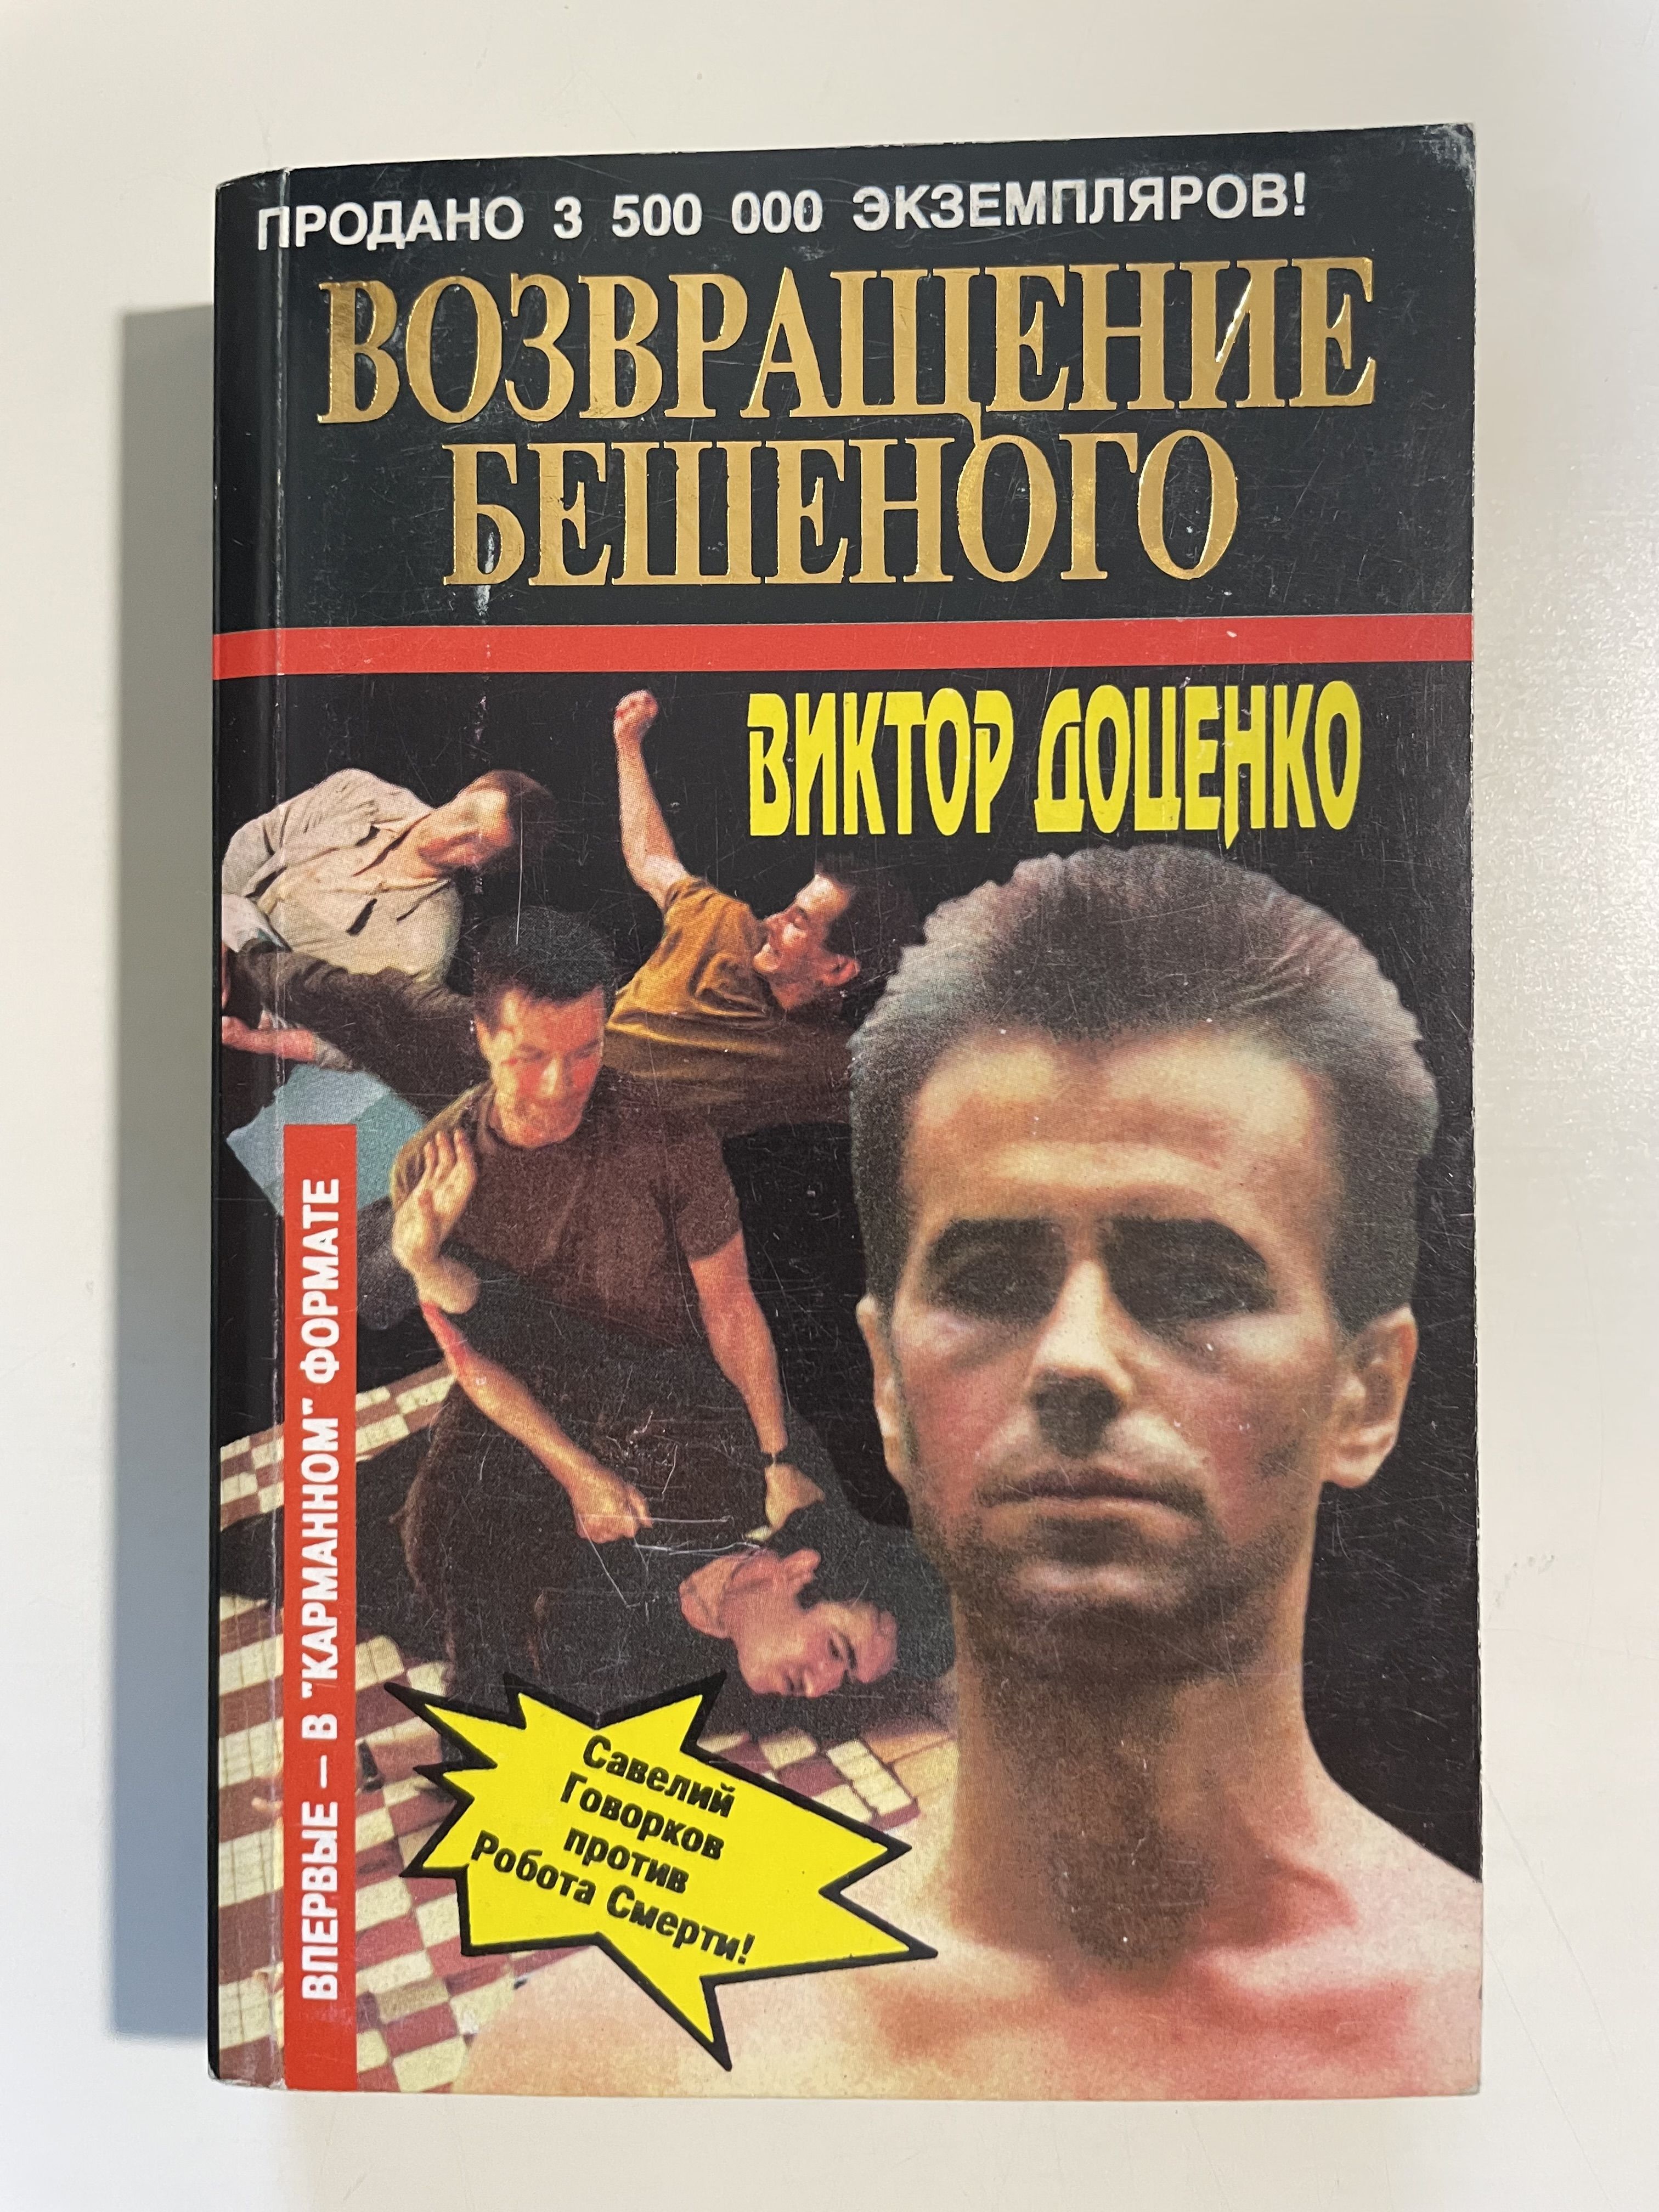 ПРОДАНО 3 500 000 ЭКЗЕМПЛЯРОВ!
ВОЗВРАЩЕНИЕ
БЕШЕНОГО
ВИКТОР ДОЦЕНКО
ВПЕРВЫЕ – В "КАРМАННОМ" ФОРМАТЕ
Савелий
Говорков
против
Робота Смерти!